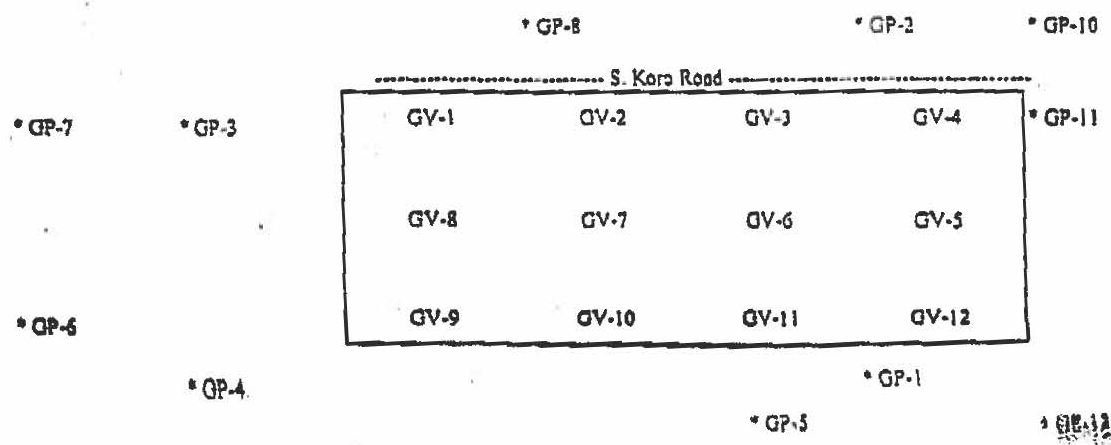 * GP-8 * GP-2 * GP-10
S. Kora Road
GV-1 GV-2 GV-3 GV-4 * GP-11
* GP-7 * GP-3
GV-8 GV-7 GV-6 GV-5
GV-9 GV-10 GV-11 GV-12
* GP-6
* GP-4 * GP-1
* GP-5